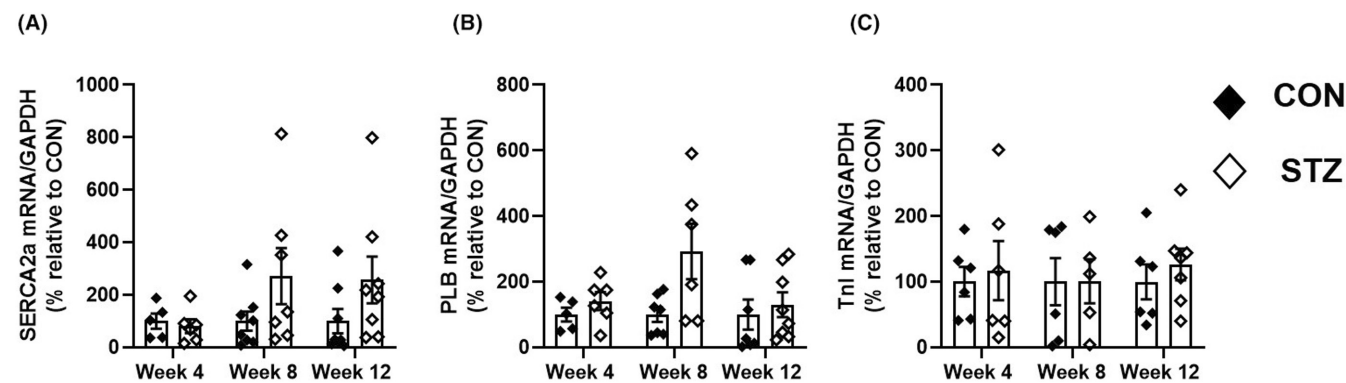 (A)
SERCA2a mRNA/GAPDH
(% relative to CON)
1000
800
600
400
200
0
Week 4
Week 8
Week 12
(B)
PLB mRNA/GAPDH
(% relative to CON)
800
600
400
200
0
Week 4
Week 8
Week 12
(C)
TnI mRNA/GAPDH
(% relative to CON)
400
300
200
100
0
Week 4
Week 8
Week 12
CON
STZ